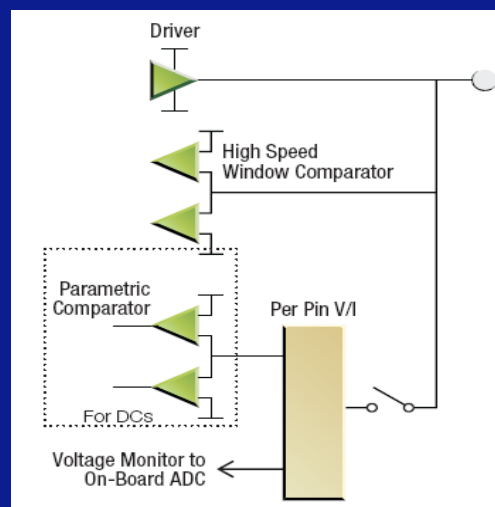 Driver
High Speed
Window Comparator
Parametric
Comparator
Per Pin V/I
For DCs
Voltage Monitor to
On-Board ADC